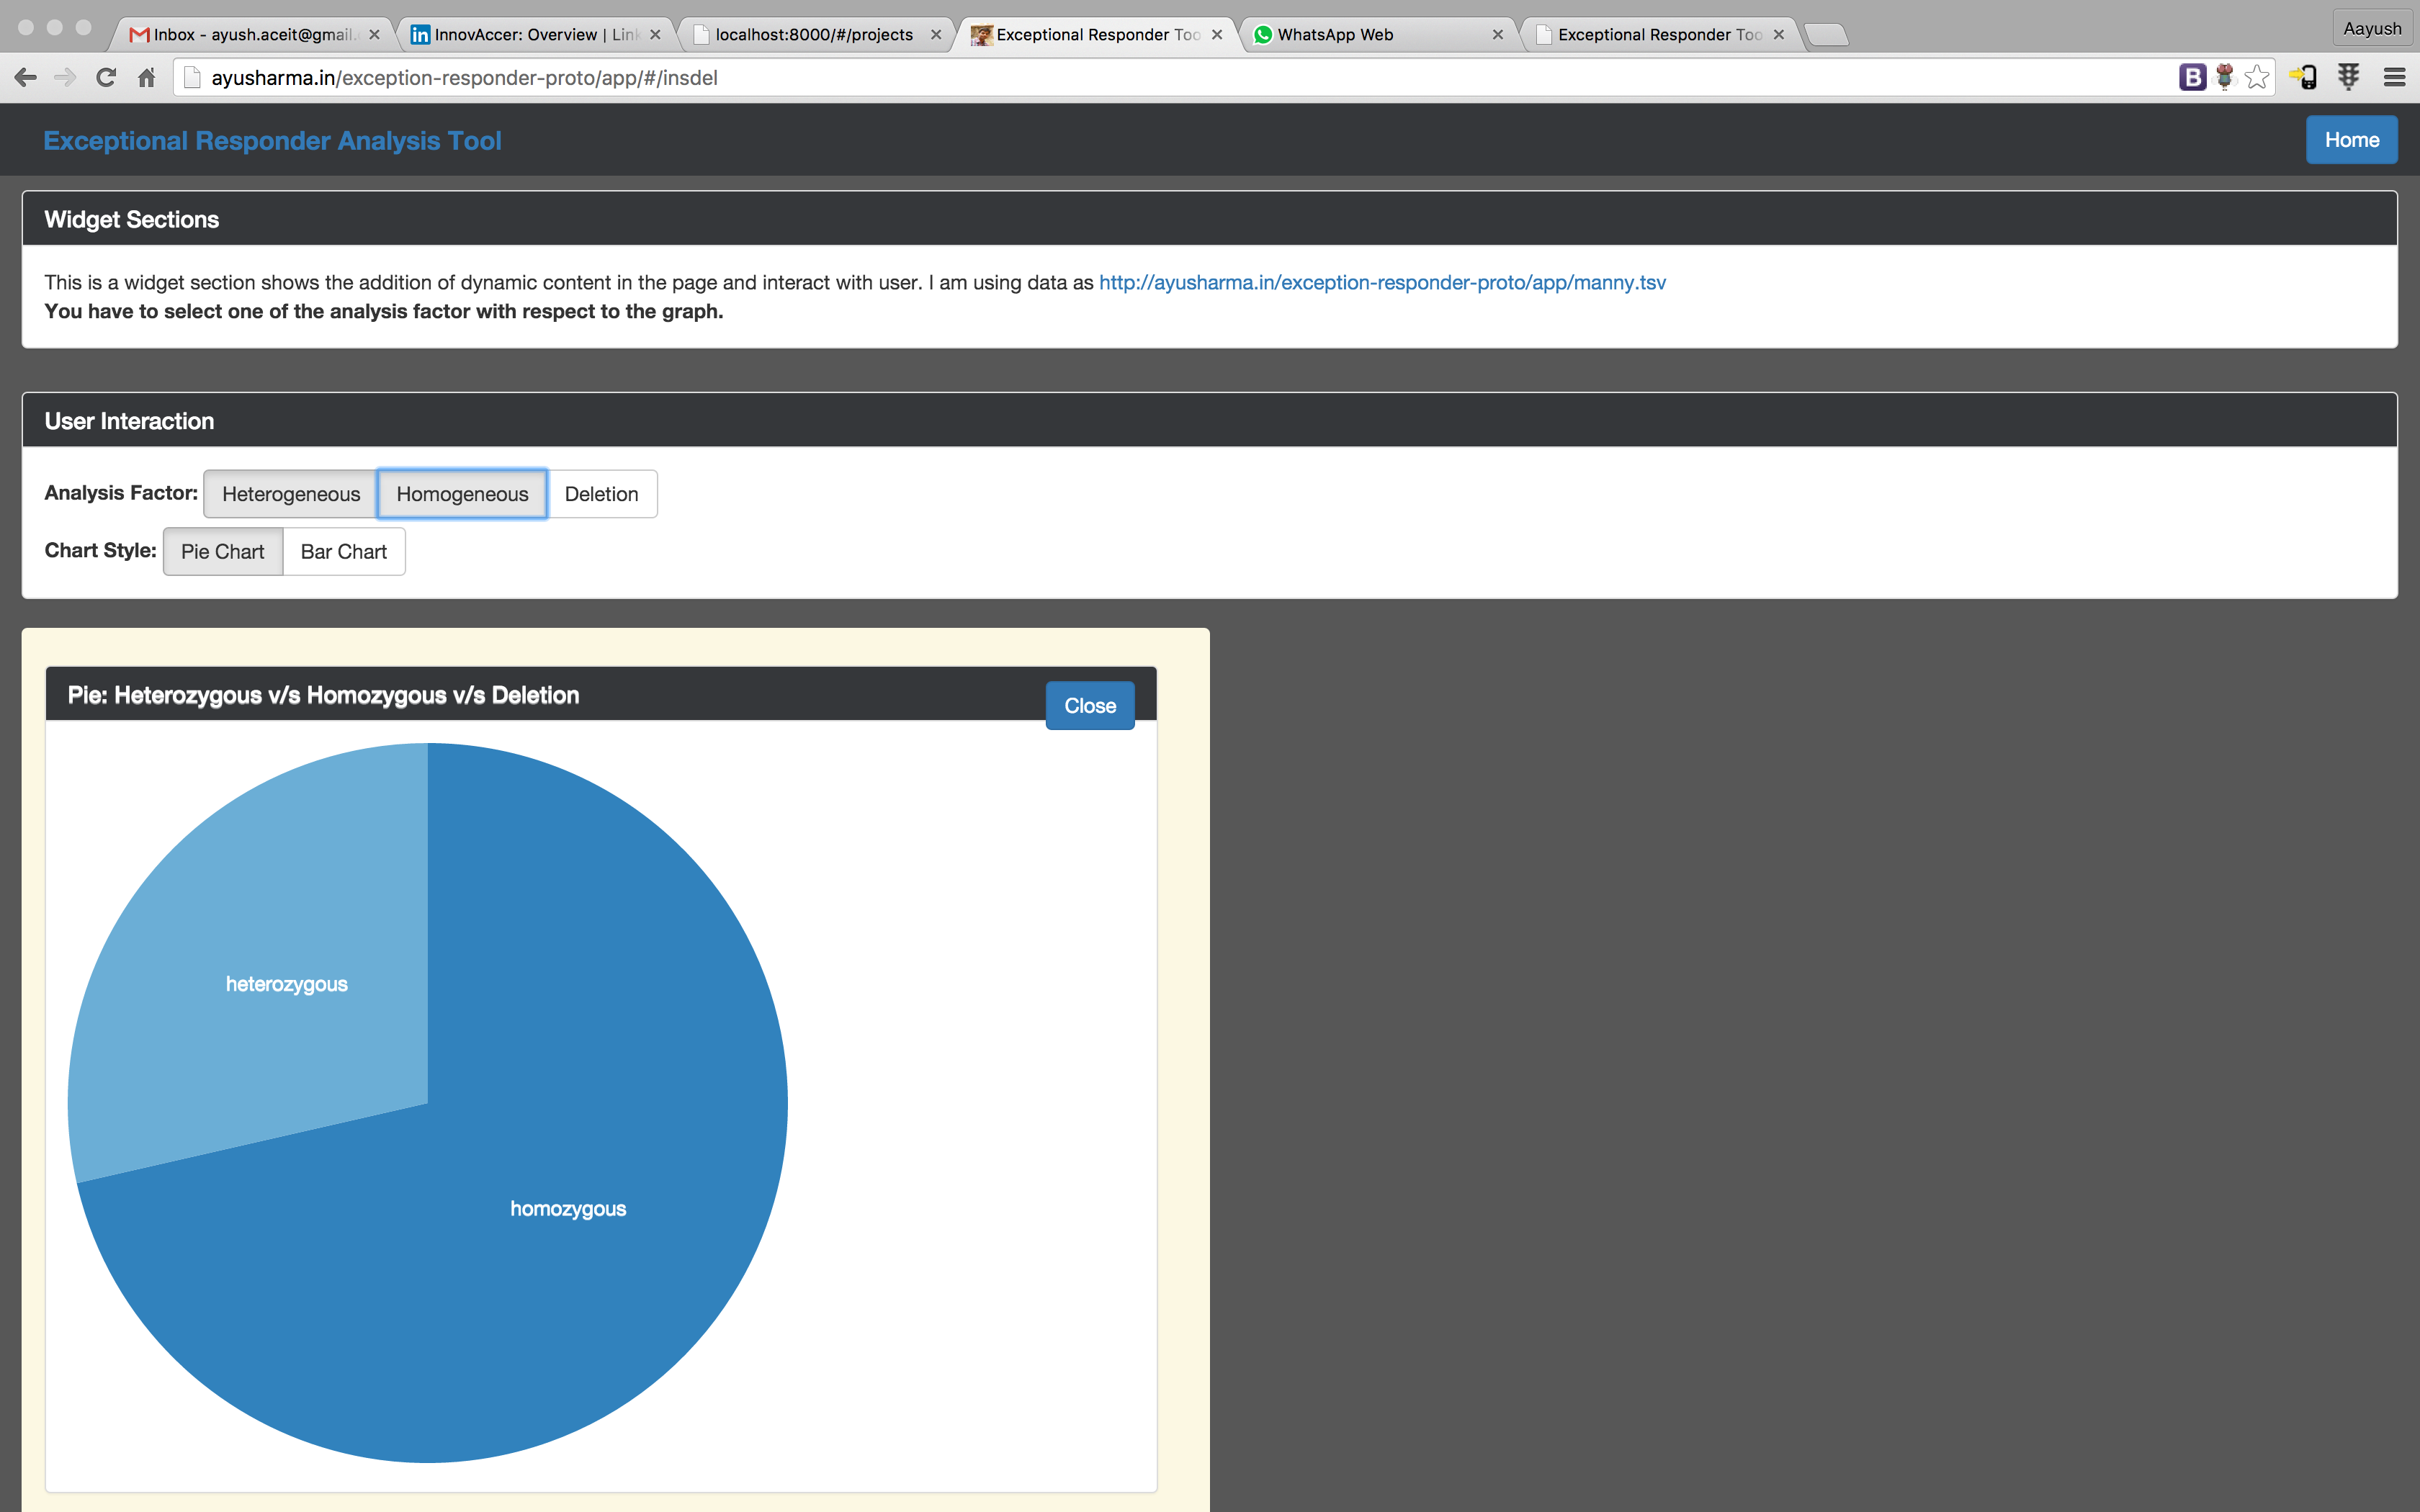 Inbox - ayush.aceit@gmail.
InnovAccer: Overview | Link
localhost:8000/#/projects
Exceptional Responder Too
WhatsApp Web
Exceptional Responder Too
Aayush
ayusharma.in/exception-responder-proto/app/#/insdel
B
Exceptional Responder Analysis Tool
Home
Widget Sections
This is a widget section shows the addition of dynamic content in the page and interact with user. I am using data as http://ayusharma.in/exception-responder-proto/app/manny.tsv
You have to select one of the analysis factor with respect to the graph.
User Interaction
Analysis Factor: Heterogeneous Homogeneous Deletion
Chart Style: Pie Chart Bar Chart
Pie: Heterozygous v/s Homozygous v/s Deletion
Close
heterozygous
homozygous